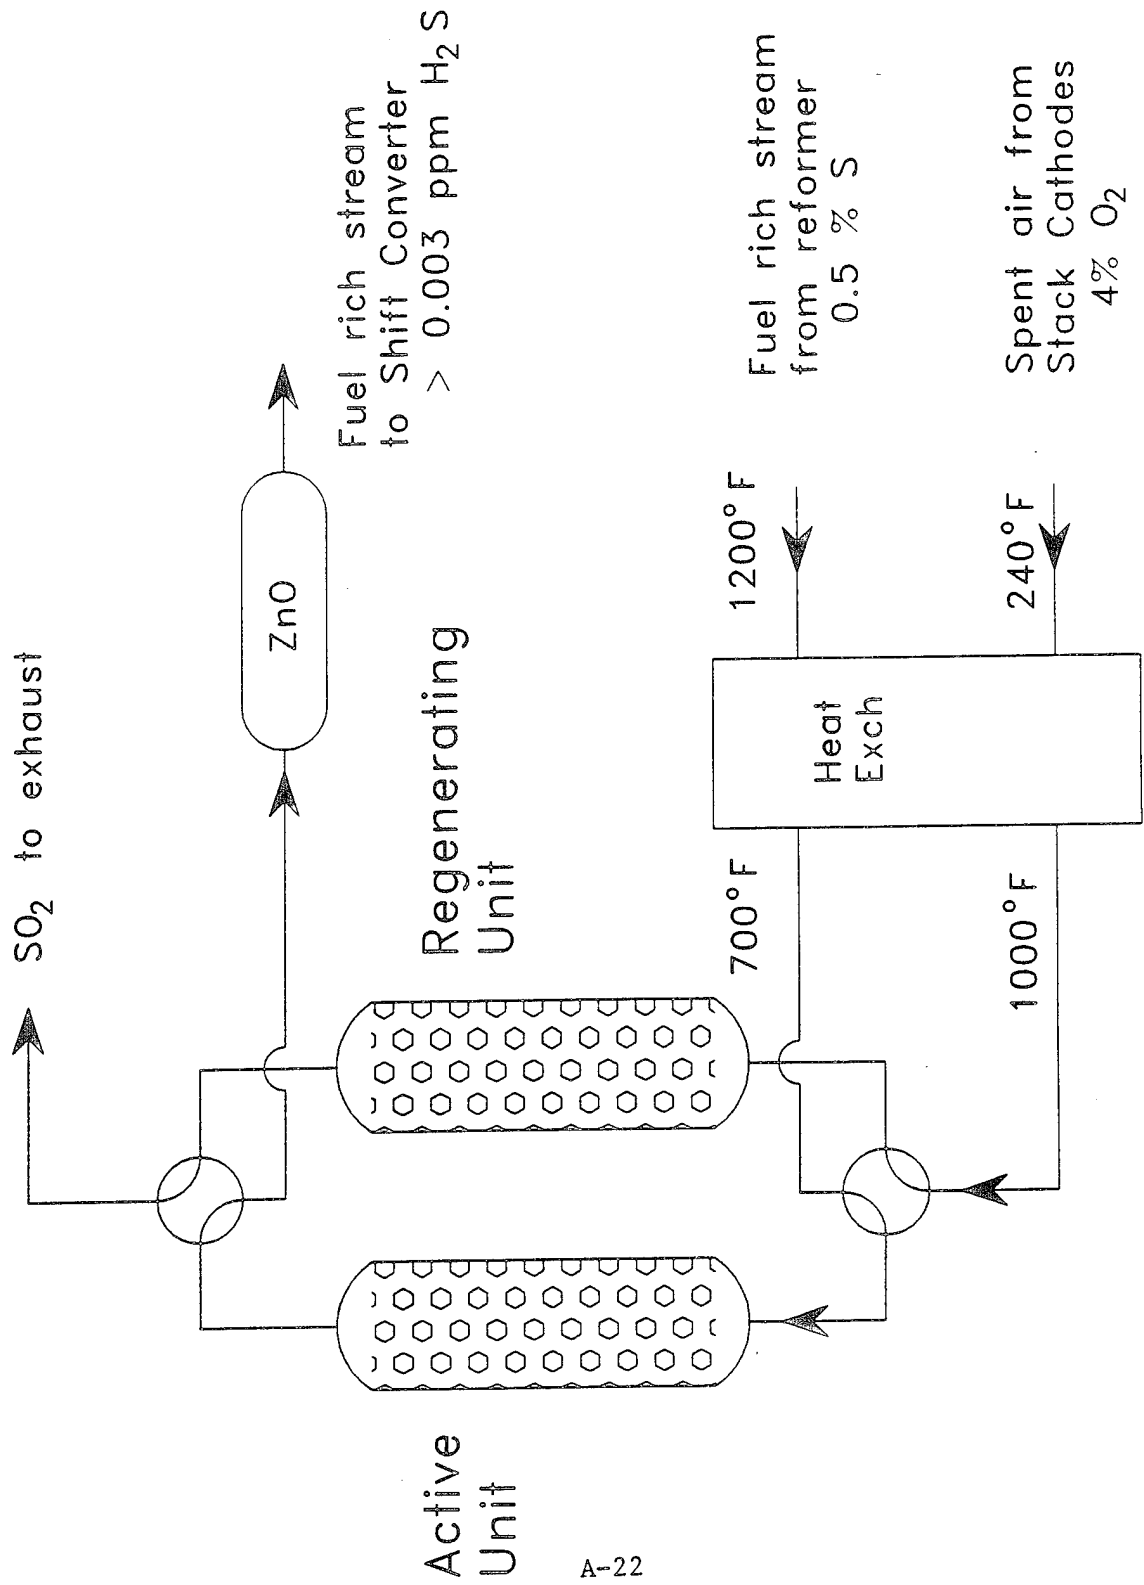 SO2 to exhaust
ZnO
Fuel rich stream
to Shift Converter
> 0.003 ppm H2S
Active
Unit
Regenerating
Unit
700°F
1200°F
Fuel rich stream
from reformer
0.5 % S
Heat
Exch
1000°F
240°F
Spent air from
Stack Cathodes
4% O2
A-22